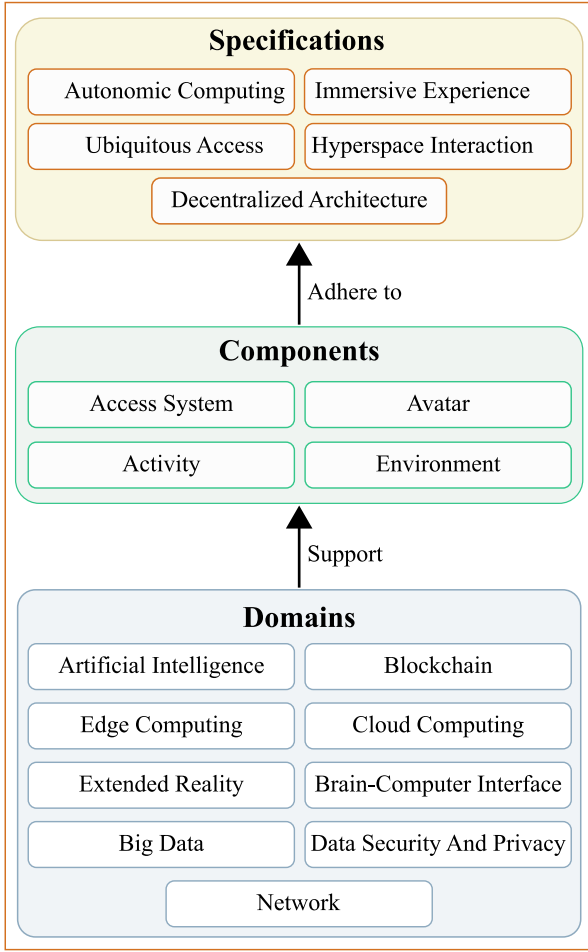 Specifications
Autonomic Computing
Immersive Experience
Ubiquitous Access
Hyperspace Interaction
Decentralized Architecture
Adhere to
Components
Access System
Avatar
Activity
Environment
Support
Domains
Artificial Intelligence
Blockchain
Edge Computing
Cloud Computing
Extended Reality
Brain-Computer Interface
Big Data
Data Security And Privacy
Network